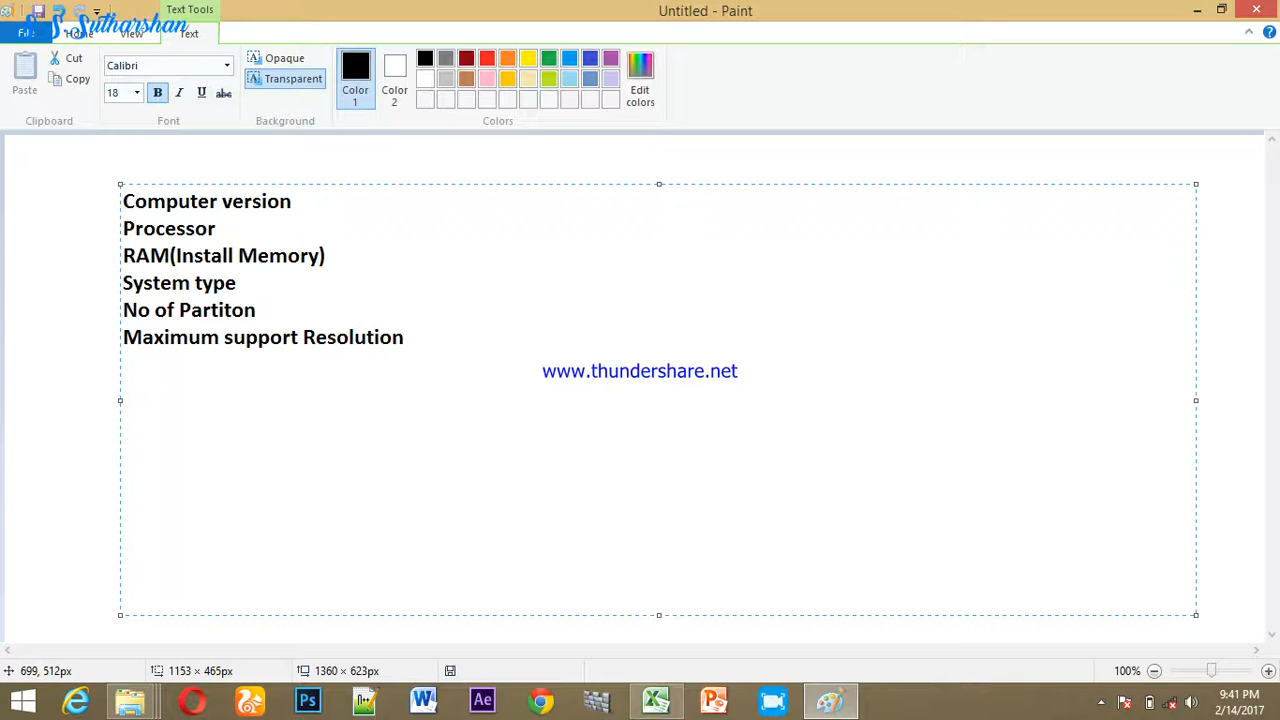 Untitled - Paint
Text Tools
Sutharshan
File
Home
View
Text
Paste
Cut
Copy
Clipboard
Calibri
18
B
I
U
abc
Font
Opaque
Transparent
Background
Color 1
Color 2
Edit colors
Colors
Computer version
Processor
RAM(Install Memory)
System type
No of Partiton
Maximum support Resolution
www.thundershare.net
699, 512px
1153 × 465px
1360 × 623px
100%
Ps
W
Ae
X
P
9:41 PM
2/14/2017